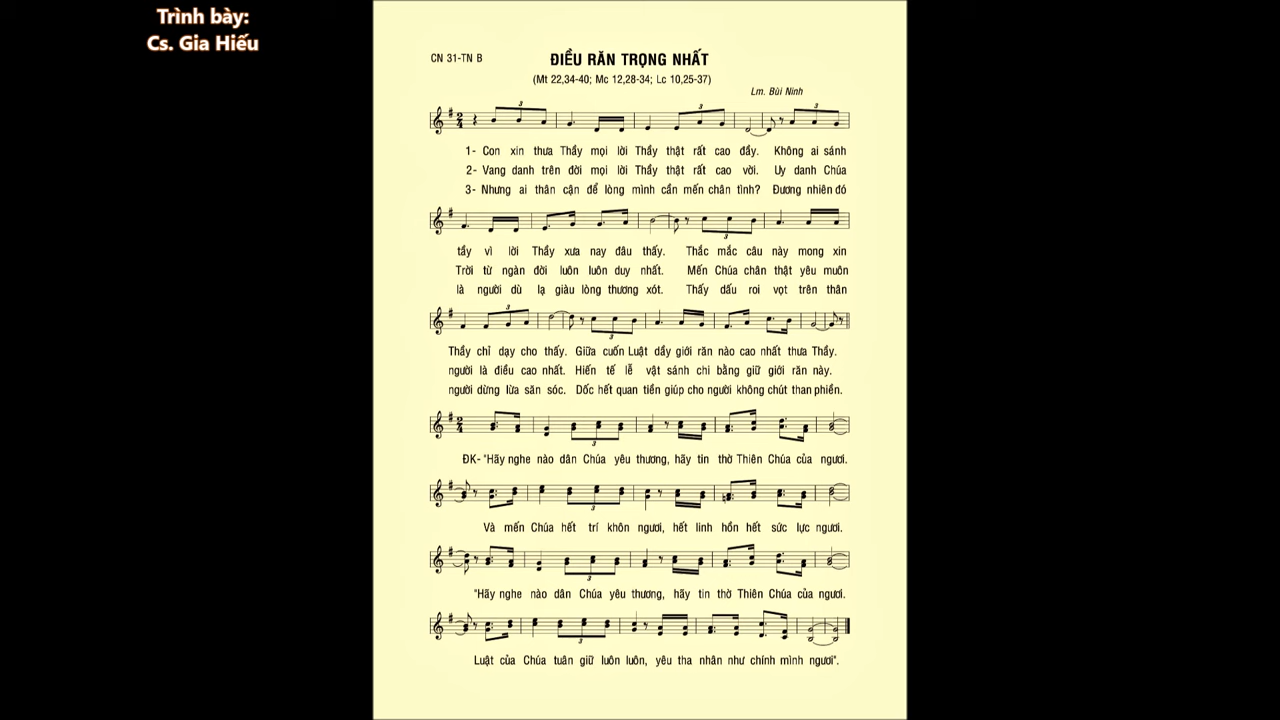 Trình bày:
Cs. Gia Hiếu
CN 31-TN B
ĐIỀU RĂN TRỌNG NHẤT
(Mt 22,34-40; Mc 12,28-34; Lc 10,25-37)
Lm. Bùi Ninh
1- Con xin thưa Thầy mọi lời Thầy thật rất cao đầy. Không ai sánh
2- Vang danh trên đời mọi lời Thầy thật rất cao vời. Uy danh Chúa
3- Nhưng ai thân cận để lòng mình cần mến chân tình? Đương nhiên đó
tầy vì lời Thầy xưa nay đâu thấy. Thắc mắc câu này mong xin
Trời từ ngàn đời luôn luôn duy nhất. Mến Chúa chân thật yêu muôn
là người dù lạ giàu lòng thương xót. Thấy dấu roi vọt trên thân
Thầy chỉ dạy cho thấy. Giữa cuốn Luật dầy giới răn nào cao nhất thưa Thầy.
người là điều cao nhất. Hiến tế lễ vật sánh chi bằng giữ giới răn này.
người dừng lừa săn sóc. Dốc hết quan tiền giúp cho người không chút than phiền.
ĐK- "Hãy nghe nào dân Chúa yêu thương, hãy tin thờ Thiên Chúa của ngươi.
Và mến Chúa hết trí khôn ngươi, hết linh hồn hết sức lực ngươi.
"Hãy nghe nào dân Chúa yêu thương, hãy tin thờ Thiên Chúa của ngươi.
Luật của Chúa tuân giữ luôn luôn, yêu tha nhân như chính mình ngươi".